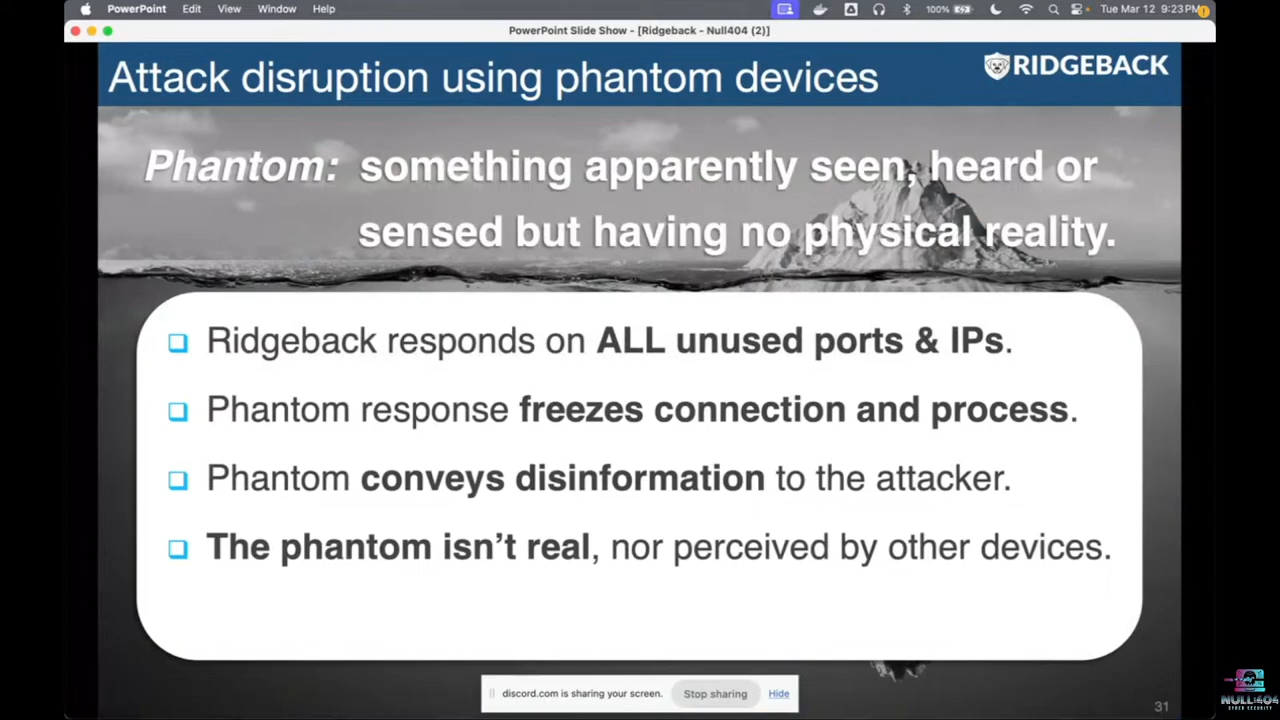 PowerPoint Edit View Window Help 100% Tue Mar 12 9:23PM
PowerPoint Slide Show - [Ridgeback - Null404 (2)]
Attack disruption using phantom devices
RIDGEBACK
Phantom: something apparently seen, heard or
sensed but having no physical reality.
Ridgeback responds on ALL unused ports & IPs.
Phantom response freezes connection and process.
Phantom conveys disinformation to the attacker.
The phantom isn’t real, nor perceived by other devices.
discord.com is sharing your screen. Stop sharing Hide
31
NULL404
CYBER SECURITY